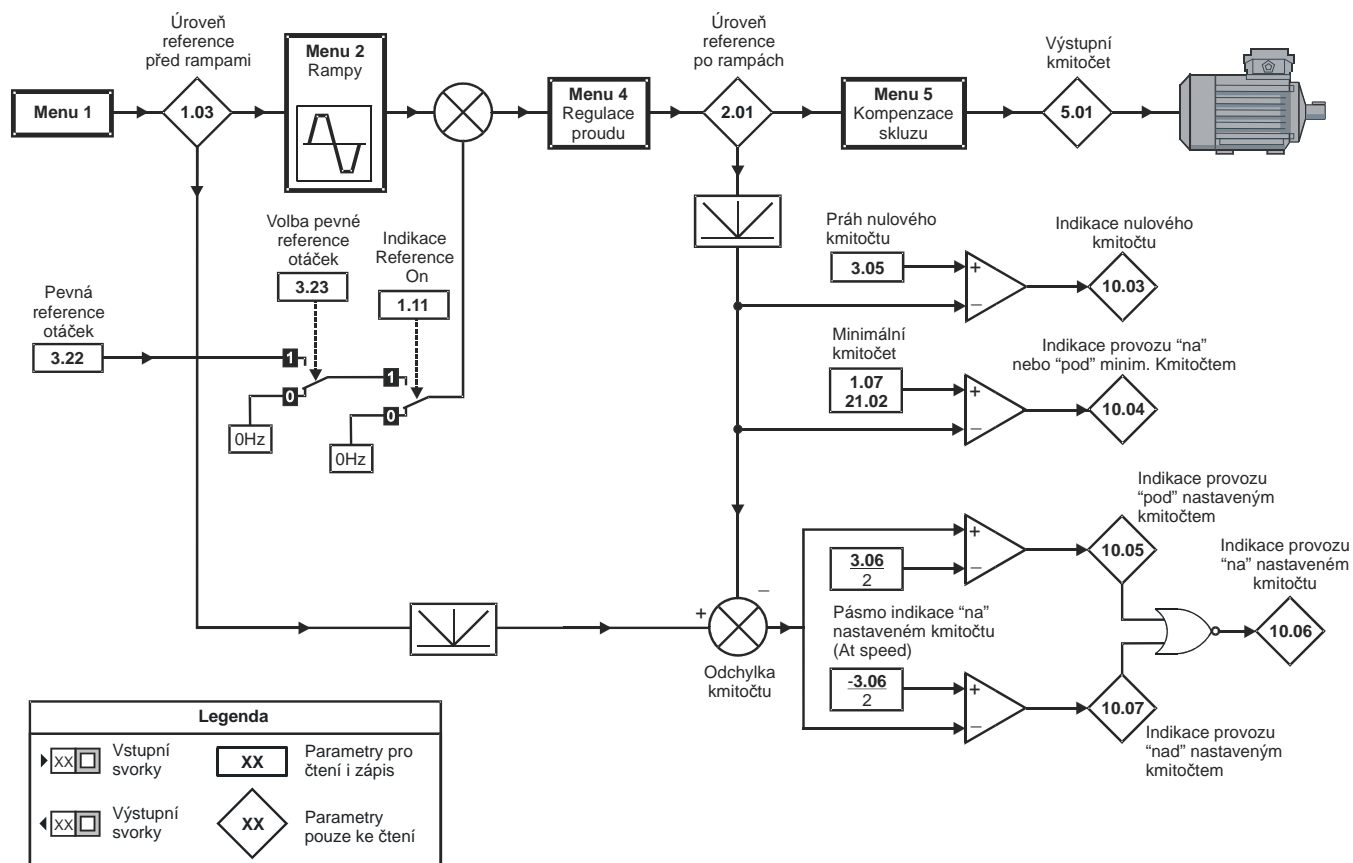 Úroveň
reference
před rampami
Menu 1
1.03
Menu 2
Rampy
Menu 4
Regulace
proudu
Úroveň
reference
po rampách
2.01
Menu 5
Kompenzace
skluzu
Výstupní
kmitočet
5.01
Volba pevné
reference
otáček
3.23
Indikace
Reference
On
1.11
Pevná
reference
otáček
3.22
1
0
0Hz
1
0
0Hz
Práh nulového
kmitočtu
3.05
+
−
Indikace nulového
kmitočtu
10.03
Minimální
kmitočet
1.07
21.02
+
−
Indikace provozu “na”
nebo “pod” minim. Kmitočtem
10.04
Indikace provozu
“pod” nastaveným
kmitočtem
3.06
2
+
−
10.05
Indikace provozu
“na” nastaveném
kmitočtu
10.06
+
−
Odchylka
kmitočtu
Pásmo indikace “na”
nastaveném kmitočtu
(At speed)
-3.06
2
+
−
10.07
Indikace provozu
“nad” nastaveným
kmitočtem
Legenda
XX
Vstupní
svorky
XX
Parametry pro
čtení i zápis
XX
Výstupní
svorky
XX
Parametry
pouze ke čtení